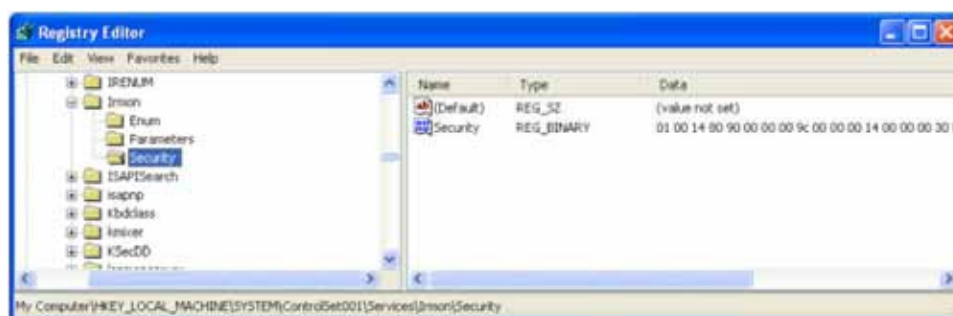 Registry Editor
File Edit View Favorites Help
IRENUM
Irmon
Enum
Parameters
Security
ISAPISearch
isapnp
Kbdclass
kmixer
KSecDD
Name Type Data
(Default) REG_SZ (value not set)
Security REG_BINARY 01 00 14 80 90 00 00 00 9c 00 00 00 14 00 00 00 30
My Computer\HKEY_LOCAL_MACHINE\SYSTEM\ControlSet001\Services\Irmon\Security